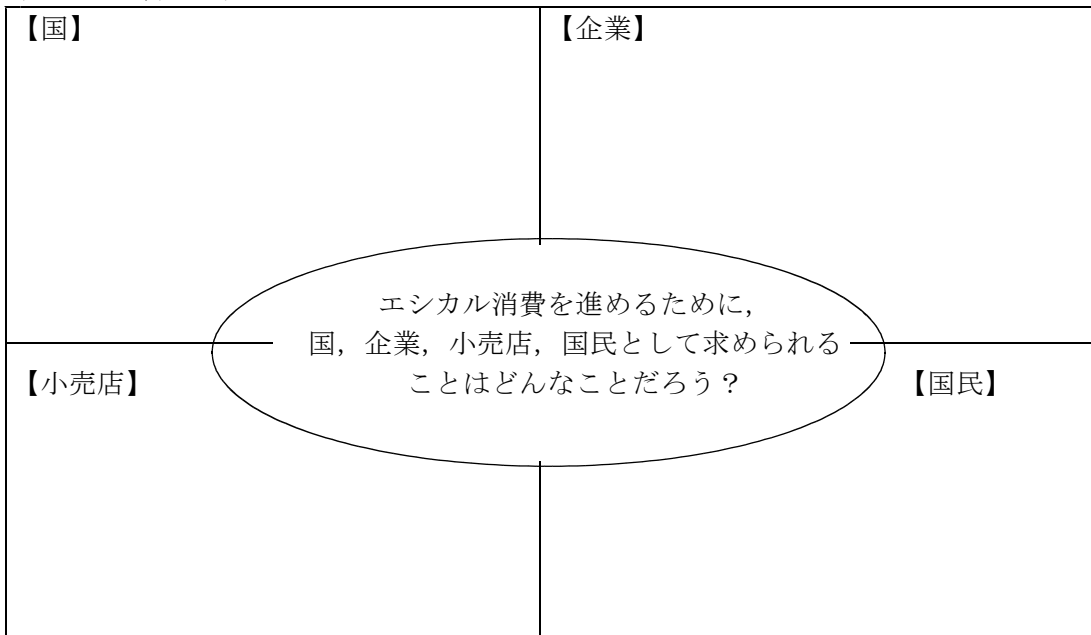 【国】
【企業】
エシカル消費を進めるために，
国，企業，小売店，国民として求められる
ことはどんなことだろう？
【小売店】
【国民】